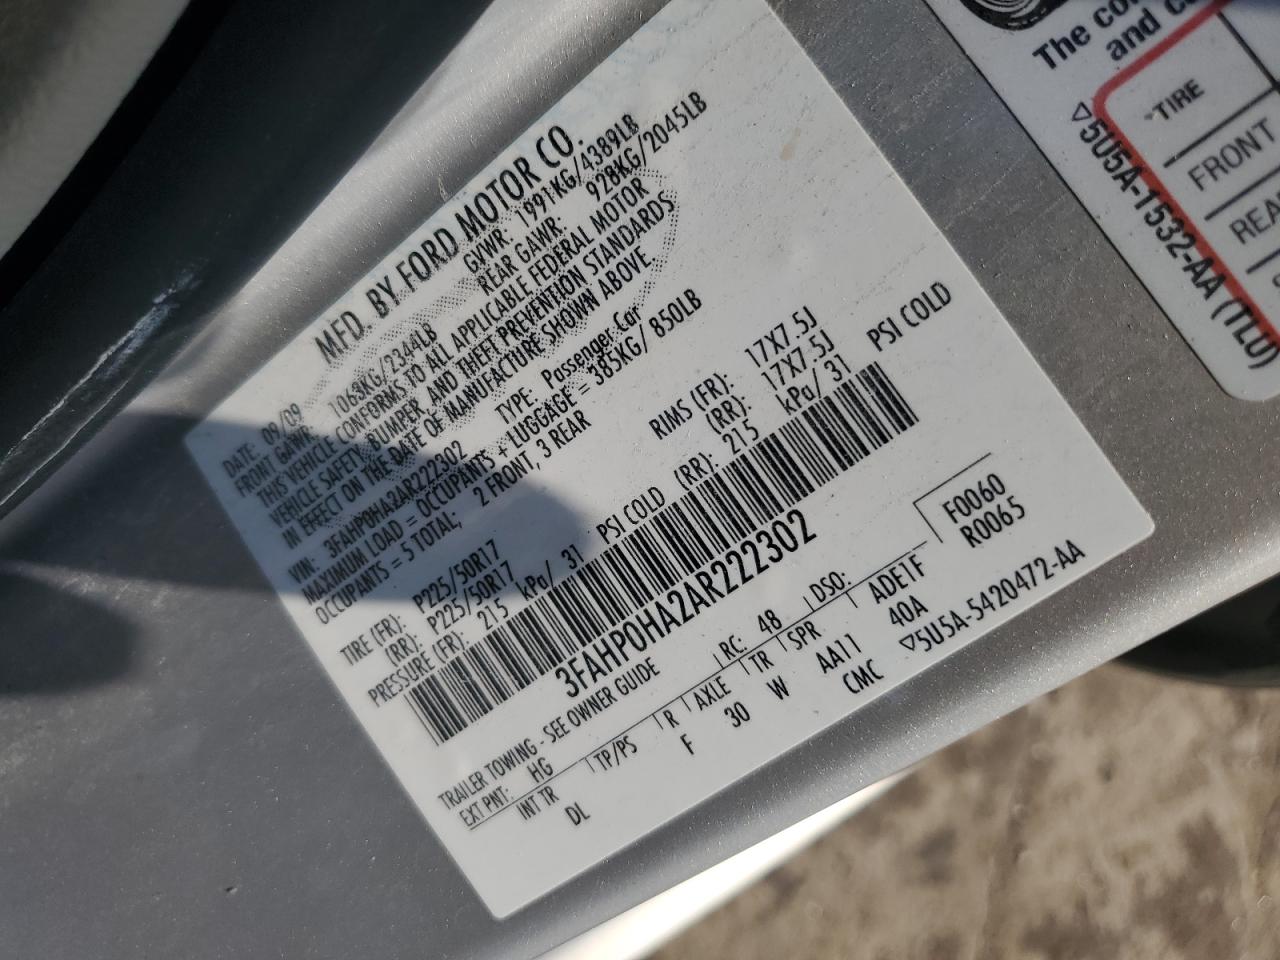 MFD. BY FORD MOTOR CO.
DATE: 09/09 GVWR: 1991KG/4389LB
FRONT GAWR: 1063KG/2344LB REAR GAWR: 928KG/2045LB
THIS VEHICLE CONFORMS TO ALL APPLICABLE FEDERAL MOTOR
VEHICLE SAFETY, BUMPER, AND THEFT PREVENTION STANDARDS
IN EFFECT ON THE DATE OF MANUFACTURE SHOWN ABOVE.
VIN: 3FAHP0HA2AR222302 TYPE: Passenger Car
MAXIMUM LOAD = OCCUPANTS + LUGGAGE = 385KG/ 850LB
OCCUPANTS = 5 TOTAL; 2 FRONT, 3 REAR
TIRE (FR): P225/50R17 RIMS (FR): 17X7.5J
(RR): P225/50R17 (RR): 17X7.5J
PRESSURE (FR): 215 kPa/ 31 PSI COLD (RR): 215 kPa/ 31 PSI COLD
3FAHP0HA2AR222302
TRAILER TOWING - SEE OWNER GUIDE
F0060
R0065
EXT PNT: HG RC: 48 DSO:
INT TR TP/PS R AXLE TR SPR ADE1F
DL F 30 W AA11 40A
CMC
▽5U5A-5420472-AA
The
and
TIRE
FRONT
▽5U5A-1532-AA (TLU)